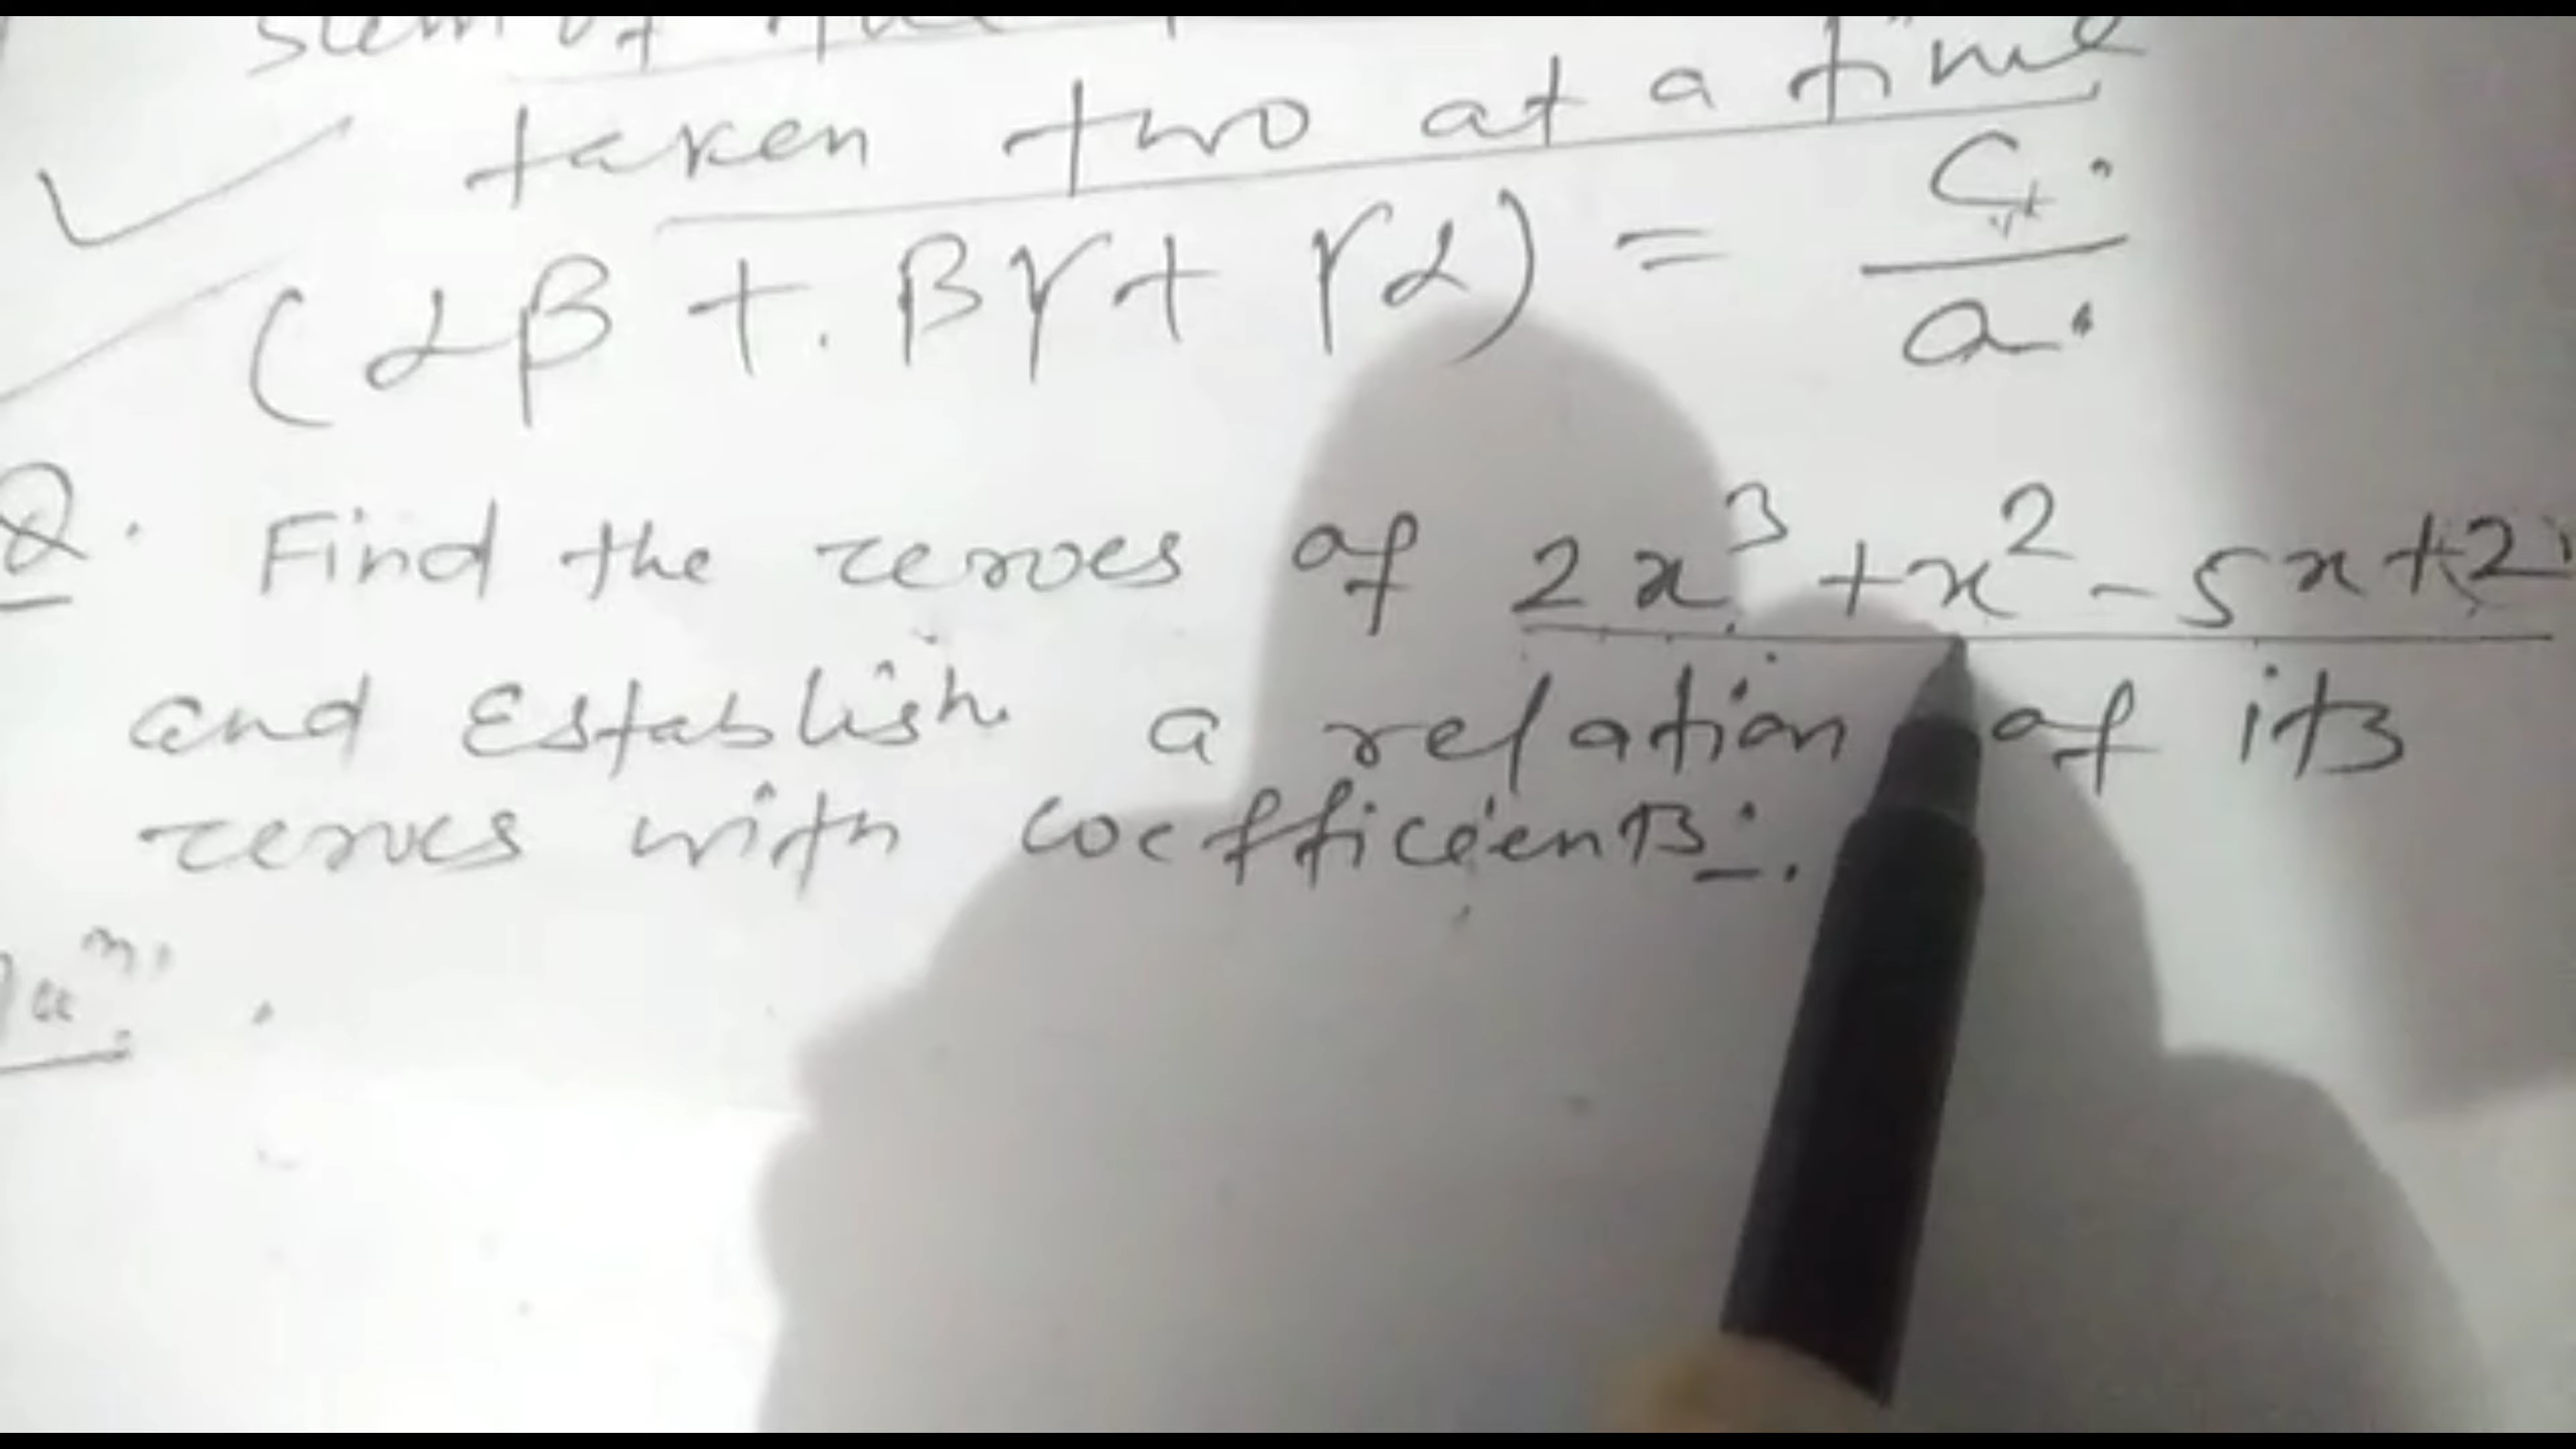 of
taken two at a time
(αβ + βγ + γα) = c/a
Q. Find the zeroes of 2x³ + x² - 5x + 2
and Establish a relation of its
zeroes with coefficients:.